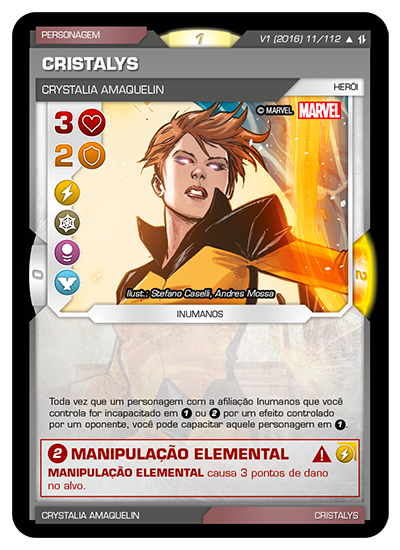 PERSONAGEM
1
V1 (2016) 11/112
CRISTALYS
CRYSTALIA AMAQUELIN
HERÓI
© MARVEL MARVEL
3
2
0
2
Ilust.: Stefano Caselli, Andres Mossa
INUMANOS
Toda vez que um personagem com a afiliação Inumanos que você
controla for incapacitado em 1 ou 2 por um efeito controlado
por um oponente, você pode capacitar aquele personagem em 1.
2 MANIPULAÇÃO ELEMENTAL
MANIPULAÇÃO ELEMENTAL causa 3 pontos de dano
no alvo.
CRYSTALIA AMAQUELIN
CRISTALYS